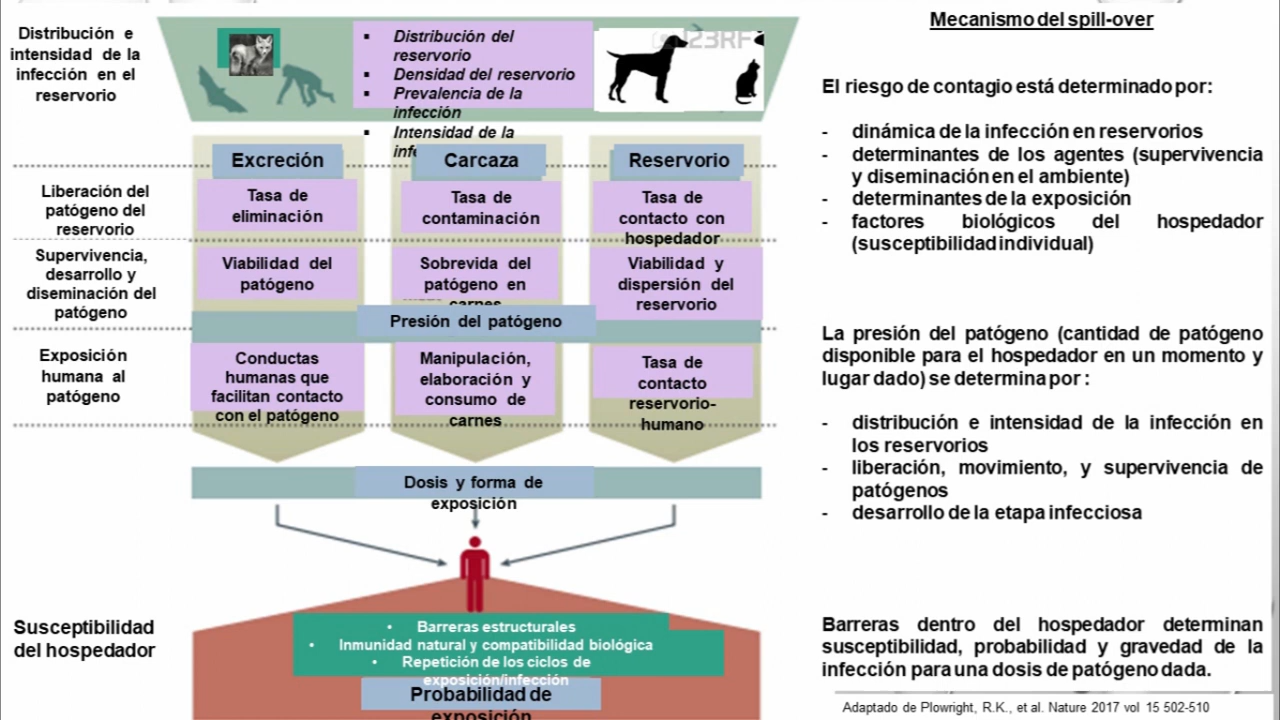 Distribución e
intensidad de la
infección en el
reservorio
▪ Distribución del
reservorio
▪ Densidad del reservorio
▪ Prevalencia de la
infección
▪ Intensidad de la
123RF
Excreción
Carcaza
Reservorio
Liberación del
patógeno del
reservorio
Tasa de
eliminación
Tasa de
contaminación
Tasa de
contacto con
hospedador
Supervivencia,
desarrollo y
diseminación del
patógeno
Viabilidad del
patógeno
Sobrevida del
patógeno en
carnes
Viabilidad y
dispersión del
reservorio
Presión del patógeno
Exposición
humana al
patógeno
Conductas
humanas que
facilitan contacto
con el patógeno
Manipulación,
elaboración y
consumo de
carnes
Tasa de
contacto
reservorio-
humano
Dosis y forma de
exposición
Susceptibilidad
del hospedador
• Barreras estructurales
• Inmunidad natural y compatibilidad biológica
• Repetición de los ciclos de
exposición/infección
Probabilidad de
exposición
Mecanismo del spill-over
El riesgo de contagio está determinado por:
- dinámica de la infección en reservorios
- determinantes de los agentes (supervivencia
y diseminación en el ambiente)
- determinantes de la exposición
- factores biológicos del hospedador
(susceptibilidad individual)
La presión del patógeno (cantidad de patógeno
disponible para el hospedador en un momento y
lugar dado) se determina por :
- distribución e intensidad de la infección en
los reservorios
- liberación, movimiento, y supervivencia de
patógenos
- desarrollo de la etapa infecciosa
Barreras dentro del hospedador determinan
susceptibilidad, probabilidad y gravedad de la
infección para una dosis de patógeno dada.
Adaptado de Plowright, R.K., et al. Nature 2017 vol 15 502-510